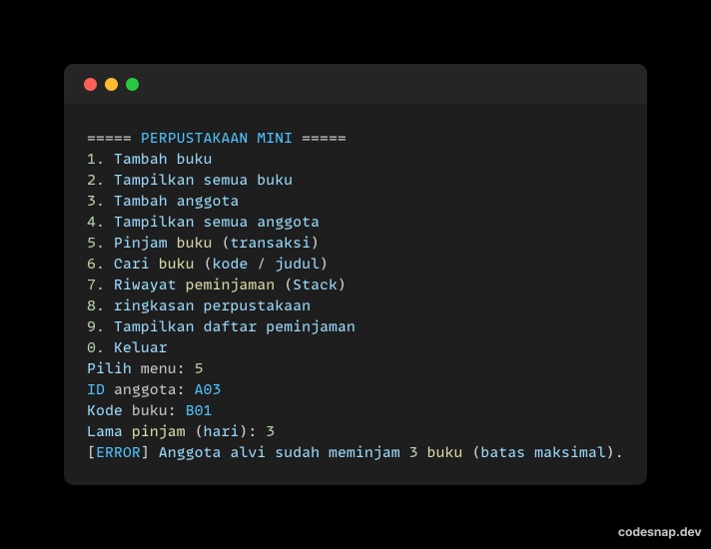 ===== PERPUSTAKAAN MINI =====
1. Tambah buku
2. Tampilkan semua buku
3. Tambah anggota
4. Tampilkan semua anggota
5. Pinjam buku (transaksi)
6. Cari buku (kode / judul)
7. Riwayat peminjaman (Stack)
8. ringkasan perpustakaan
9. Tampilkan daftar peminjaman
0. Keluar
Pilih menu: 5
ID anggota: A03
Kode buku: B01
Lama pinjam (hari): 3
[ERROR] Anggota alvi sudah meminjam 3 buku (batas maksimal).
codesnap.dev